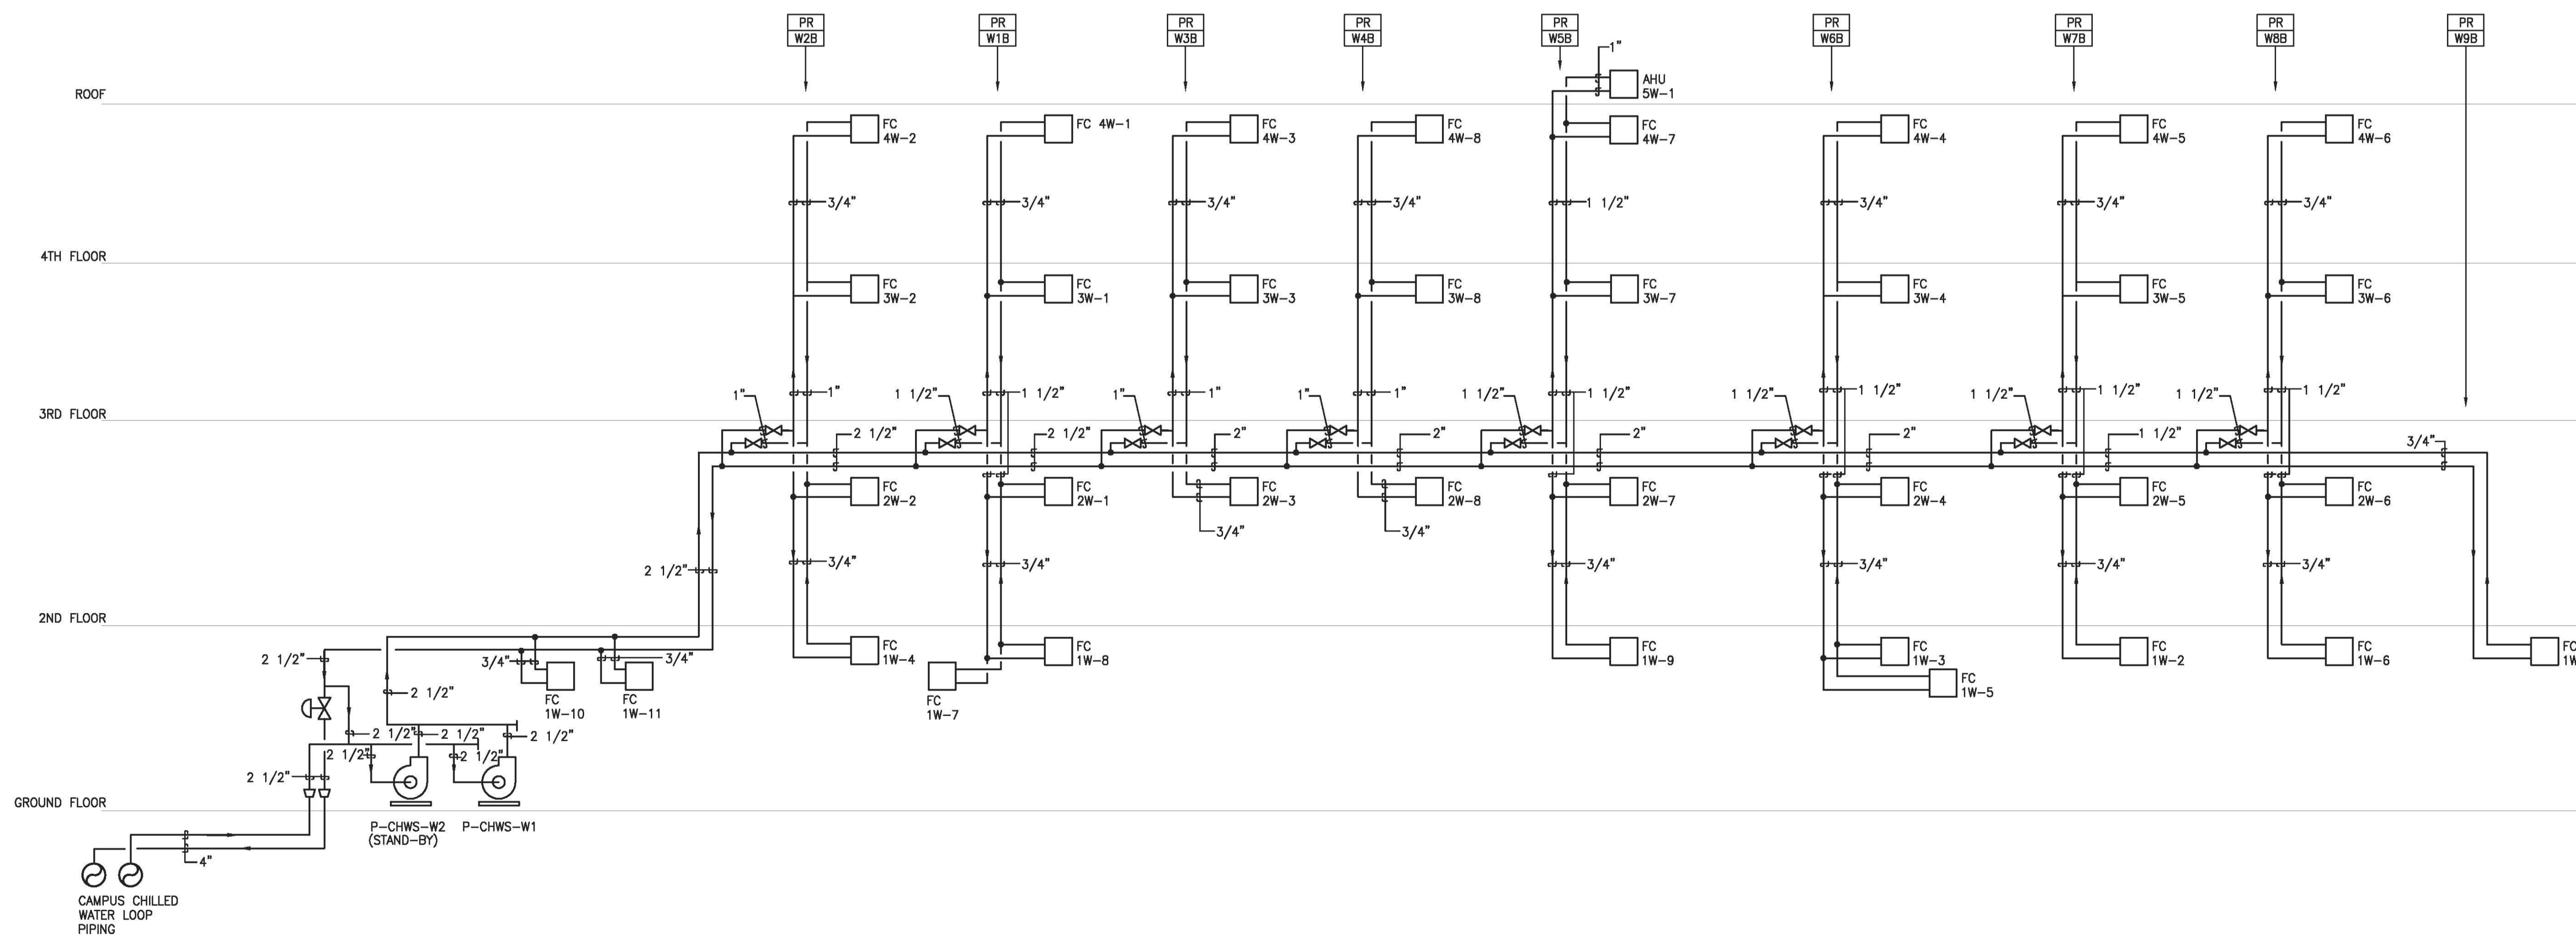 PR
W2B
PR
W1B
PR
W3B
PR
W4B
PR
W5B
PR
W6B
PR
W7B
PR
W8B
PR
W9B
1"
AHU
5W-1
ROOF
FC
4W-2
FC 4W-1
FC
4W-3
FC
4W-8
FC
4W-7
FC
4W-4
FC
4W-5
FC
4W-6
3/4"
3/4"
3/4"
3/4"
1 1/2"
3/4"
3/4"
3/4"
4TH FLOOR
FC
3W-2
FC
3W-1
FC
3W-3
FC
3W-8
FC
3W-7
FC
3W-4
FC
3W-5
FC
3W-6
1"
1"
1 1/2"
1 1/2"
1"
1"
1"
1"
1 1/2"
1 1/2"
1 1/2"
1 1/2"
1 1/2"
1 1/2"
1 1/2"
1 1/2"
3RD FLOOR
2 1/2"
2 1/2"
2"
2"
2"
2"
1 1/2"
3/4"
FC
2W-2
FC
2W-1
FC
2W-3
FC
2W-8
FC
2W-7
FC
2W-4
FC
2W-5
FC
2W-6
3/4"
3/4"
2 1/2"
3/4"
3/4"
3/4"
3/4"
3/4"
3/4"
2ND FLOOR
2 1/2"
3/4"
3/4"
FC
1W-4
FC
1W-8
FC
1W-9
FC
1W-3
FC
1W-2
FC
1W-6
FC
1W-5
2 1/2"
FC
1W-10
FC
1W-11
FC
1W-7
2 1/2"
2 1/2"
2 1/2"
2 1/2"
2 1/2"
2 1/2"
GROUND FLOOR
P-CHWS-W2
(STAND-BY)
P-CHWS-W1
4"
CAMPUS CHILLED
WATER LOOP
PIPING